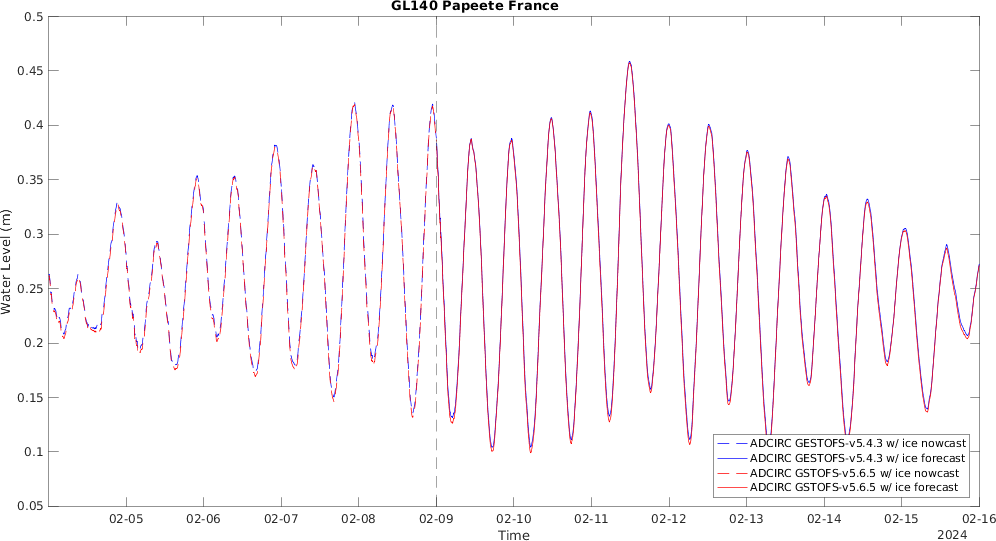 GL140 Papeete France
0.5
0.45
0.4
0.35
0.3
0.25
0.2
0.15
0.1
0.05
Water Level (m)
02-05 02-06 02-07 02-08 02-09 02-10 02-11 02-12 02-13 02-14 02-15 02-16
Time
2024
ADCIRC GESTOFS-v5.4.3 w/ ice nowcast
ADCIRC GESTOFS-v5.4.3 w/ ice forecast
ADCIRC GSTOFS-v5.6.5 w/ ice nowcast
ADCIRC GSTOFS-v5.6.5 w/ ice forecast